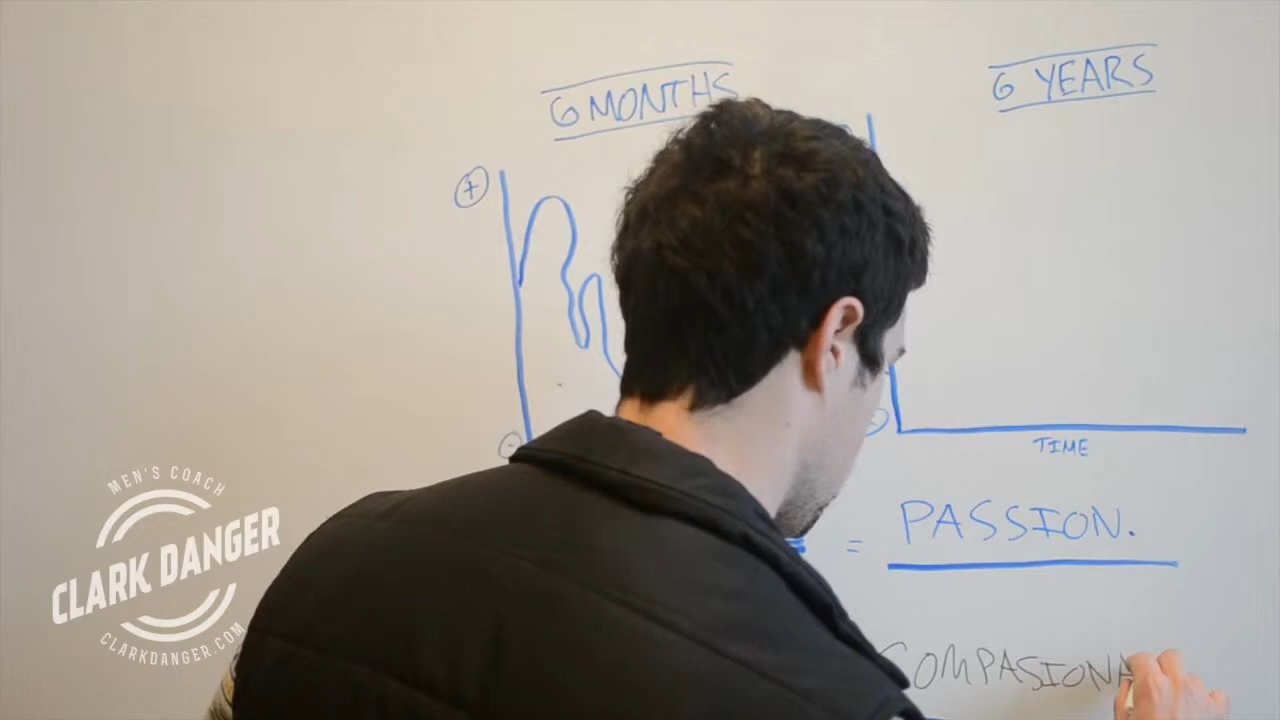 6 MONTHS
6 YEARS
+
-
TIME
= PASSION.
COMPASIONA
MEN'S COACH
CLARK DANGER
CLARKDANGER.COM